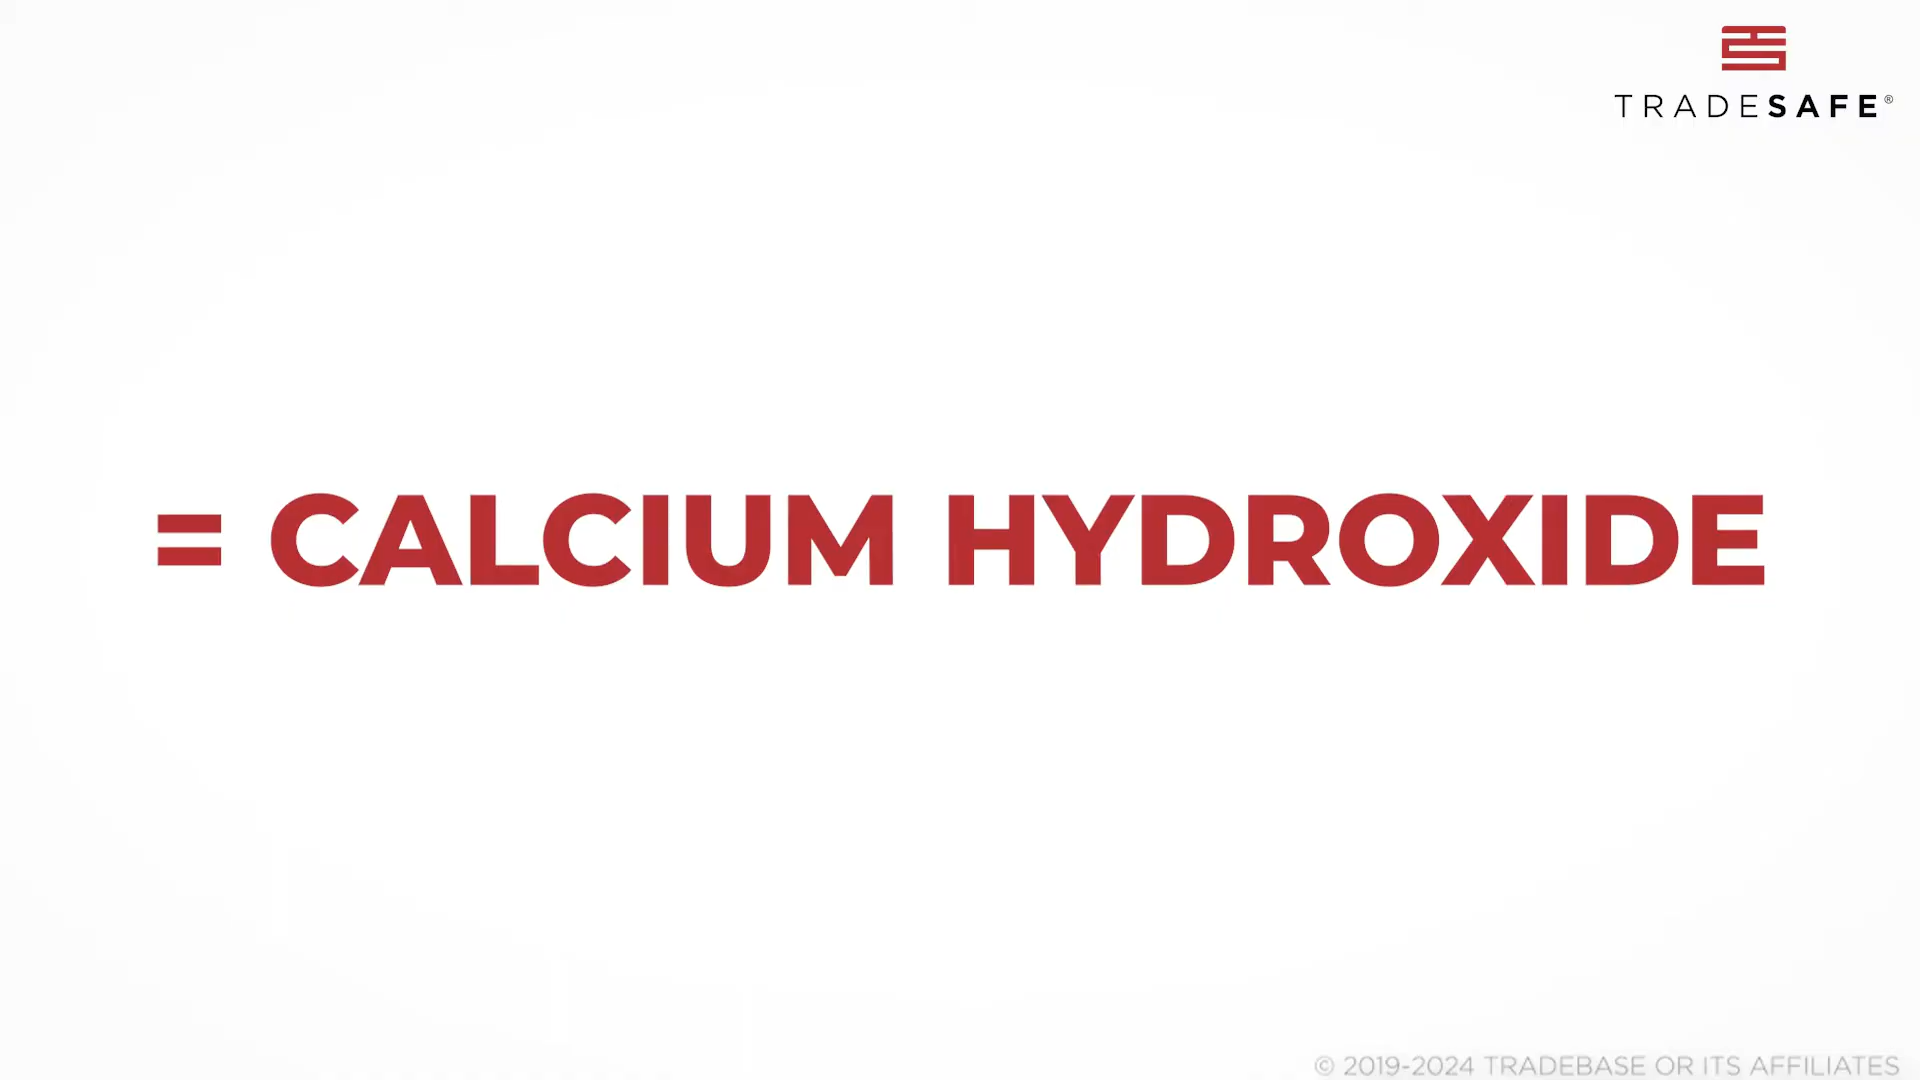 TRADESAFE®
= CALCIUM HYDROXIDE
© 2019-2024 TRADEBASE OR ITS AFFILIATES